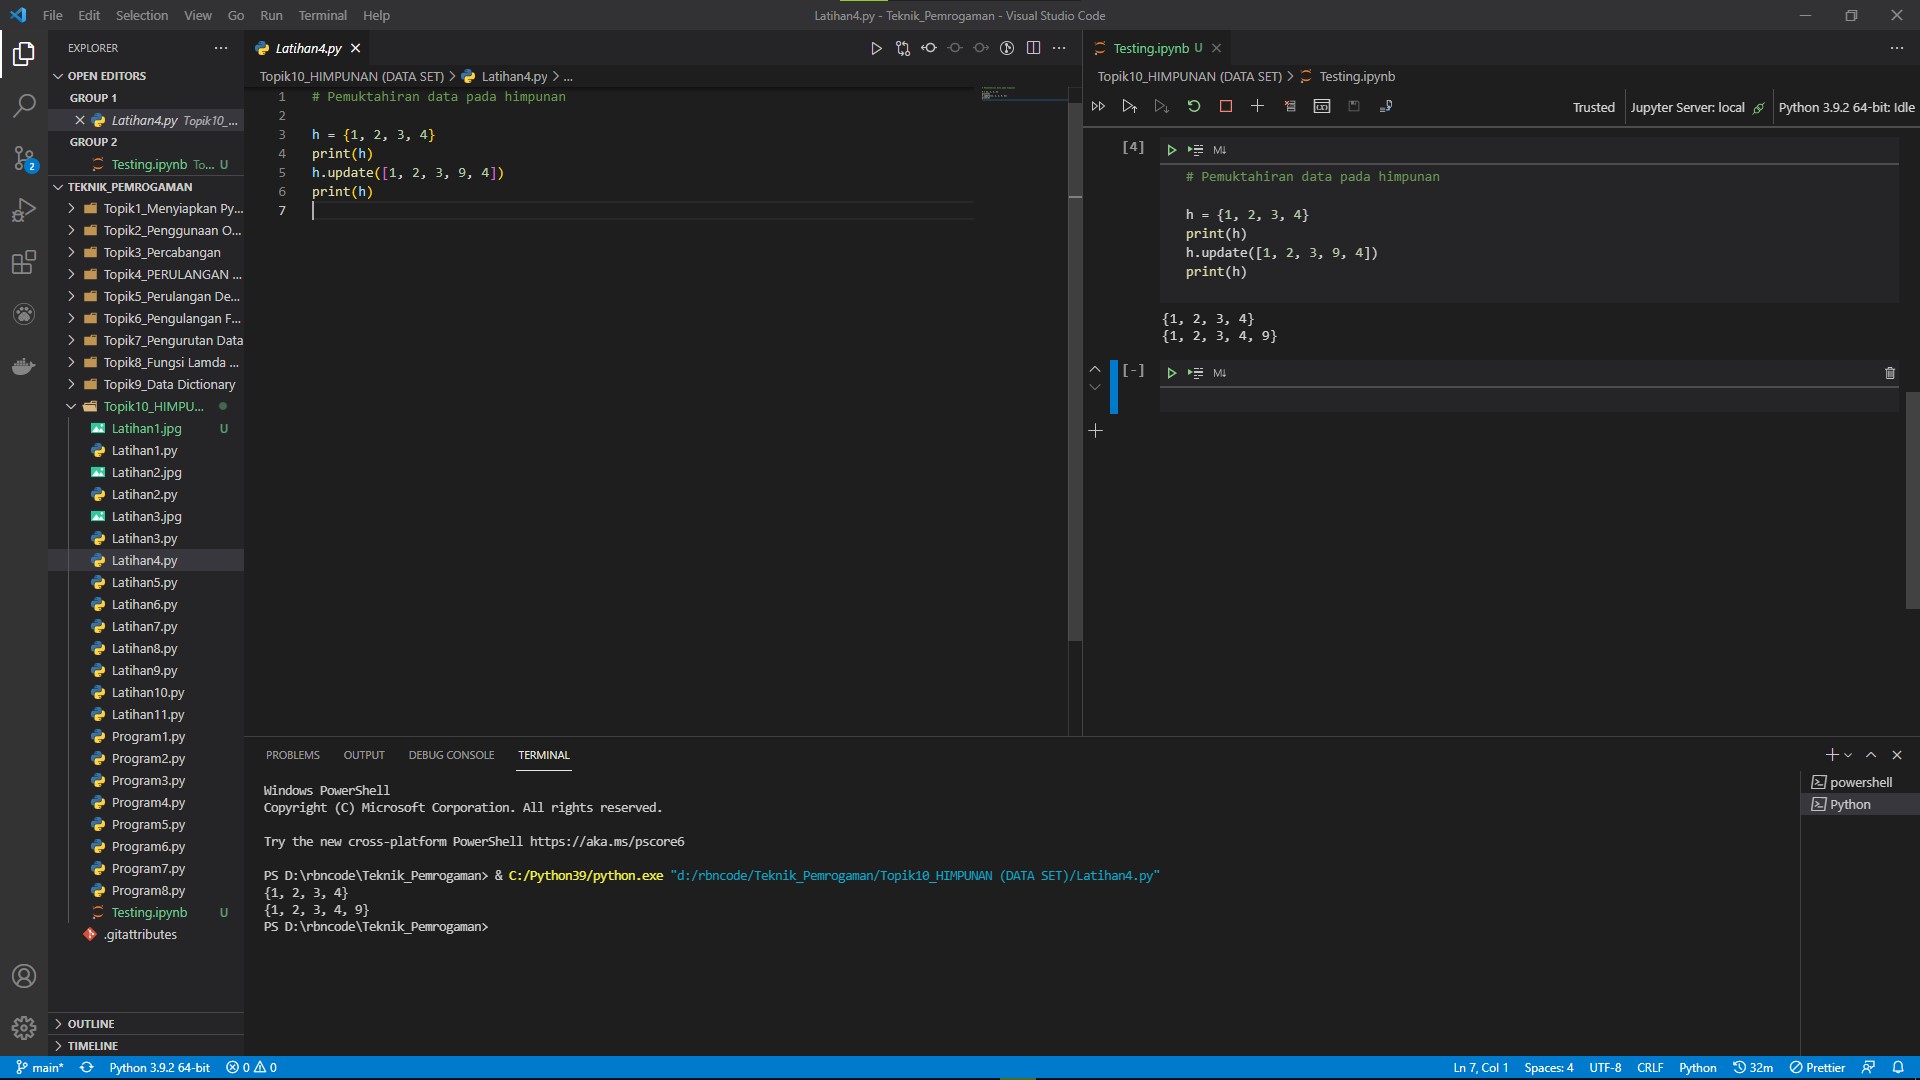 File Edit Selection View Go Run Terminal Help
Latihan4.py - Teknik_Pemrogaman - Visual Studio Code
EXPLORER
OPEN EDITORS
GROUP 1
Latihan4.py Topik10_...
GROUP 2
Testing.ipynb To... U
TEKNIK_PEMROGAMAN
Topik1_Menyiapkan Py...
Topik2_Penggunaan O...
Topik3_Percabangan
Topik4_PERULANGAN ...
Topik5_Perulangan De...
Topik6_Pengulangan F...
Topik7_Pengurutan Data
Topik8_Fungsi Lamda ...
Topik9_Data Dictionary
Topik10_HIMPU...
Latihan1.jpg U
Latihan1.py
Latihan2.jpg
Latihan2.py
Latihan3.jpg
Latihan3.py
Latihan4.py
Latihan5.py
Latihan6.py
Latihan7.py
Latihan8.py
Latihan9.py
Latihan10.py
Latihan11.py
Program1.py
Program2.py
Program3.py
Program4.py
Program5.py
Program6.py
Program7.py
Program8.py
Testing.ipynb U
.gitattributes
OUTLINE
TIMELINE
2
Latihan4.py
Topik10_HIMPUNAN (DATA SET) > Latihan4.py > ...
1 # Pemuktahiran data pada himpunan
2
3 h = {1, 2, 3, 4}
4 print(h)
5 h.update([1, 2, 3, 9, 4])
6 print(h)
7
Testing.ipynb U
Topik10_HIMPUNAN (DATA SET) > Testing.ipynb
Trusted Jupyter Server: local Python 3.9.2 64-bit: Idle
[4] M↓
# Pemuktahiran data pada himpunan
h = {1, 2, 3, 4}
print(h)
h.update([1, 2, 3, 9, 4])
print(h)
{1, 2, 3, 4}
{1, 2, 3, 4, 9}
[-] M↓
PROBLEMS OUTPUT DEBUG CONSOLE TERMINAL
Windows PowerShell
Copyright (C) Microsoft Corporation. All rights reserved.
Try the new cross-platform PowerShell https://aka.ms/pscore6
PS D:\rbncode\Teknik_Pemrogaman> & C:/Python39/python.exe "d:/rbncode/Teknik_Pemrogaman/Topik10_HIMPUNAN (DATA SET)/Latihan4.py"
{1, 2, 3, 4}
{1, 2, 3, 4, 9}
PS D:\rbncode\Teknik_Pemrogaman>
powershell
Python
main* Python 3.9.2 64-bit 0 0 Ln 7, Col 1 Spaces: 4 UTF-8 CRLF Python 32m Prettier